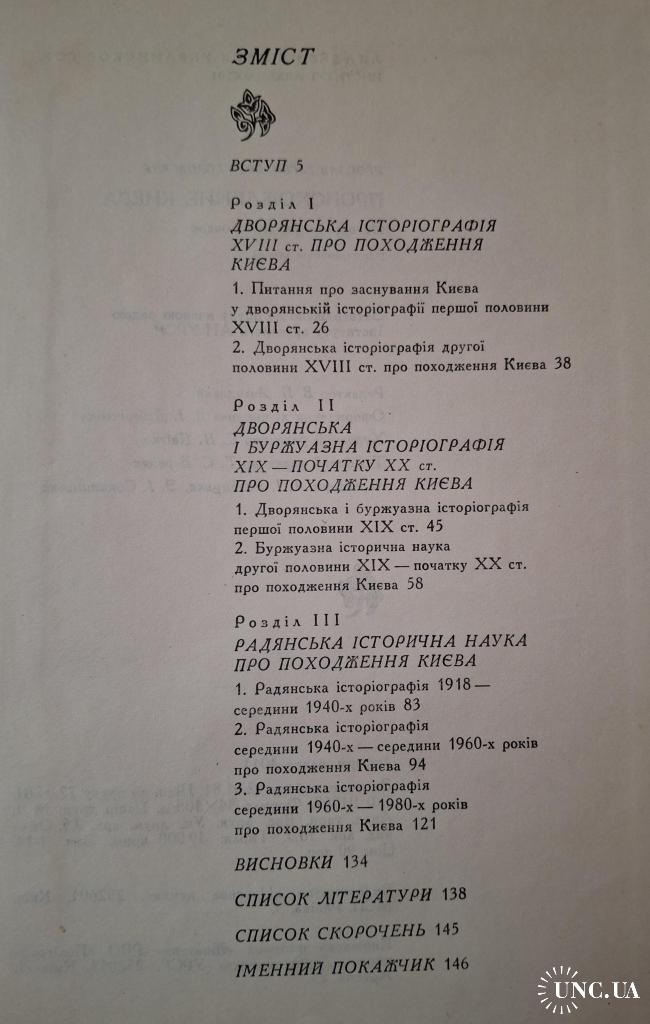 ЗМІСТ
ВСТУП 5
Розділ I
ДВОРЯНСЬКА ІСТОРІОГРАФІЯ
XVIII ст. ПРО ПОХОДЖЕННЯ
КИЄВА
1. Питання про заснування Києва
у дворянській історіографії першої половини
XVIII ст. 26
2. Дворянська історіографія другої
половини XVIII ст. про походження Києва 38
Розділ II
ДВОРЯНСЬКА
І БУРЖУАЗНА ІСТОРІОГРАФІЯ
XIX — ПОЧАТКУ XX ст.
ПРО ПОХОДЖЕННЯ КИЄВА
1. Дворянська і буржуазна історіографія
першої половини XIX ст. 45
2. Буржуазна історична наука
другої половини XIX — початку XX ст.
про походження Києва 58
Розділ III
РАДЯНСЬКА ІСТОРИЧНА НАУКА
ПРО ПОХОДЖЕННЯ КИЄВА
1. Радянська історіографія 1918 —
середини 1940-х років 83
2. Радянська історіографія
середини 1940-х — середини 1960-х років
про походження Києва 94
3. Радянська історіографія
середини 1960-х — 1980-х років
про походження Києва 121
ВИСНОВКИ 134
СПИСОК ЛІТЕРАТУРИ 138
СПИСОК СКОРОЧЕНЬ 145
ІМЕННИЙ ПОКАЖЧИК 146
UNC.UA